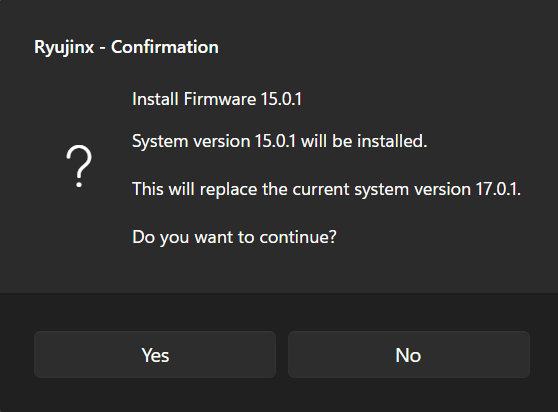 Ryujinx - Confirmation
Install Firmware 15.0.1
System version 15.0.1 will be installed.
This will replace the current system version 17.0.1.
Do you want to continue?
Yes
No